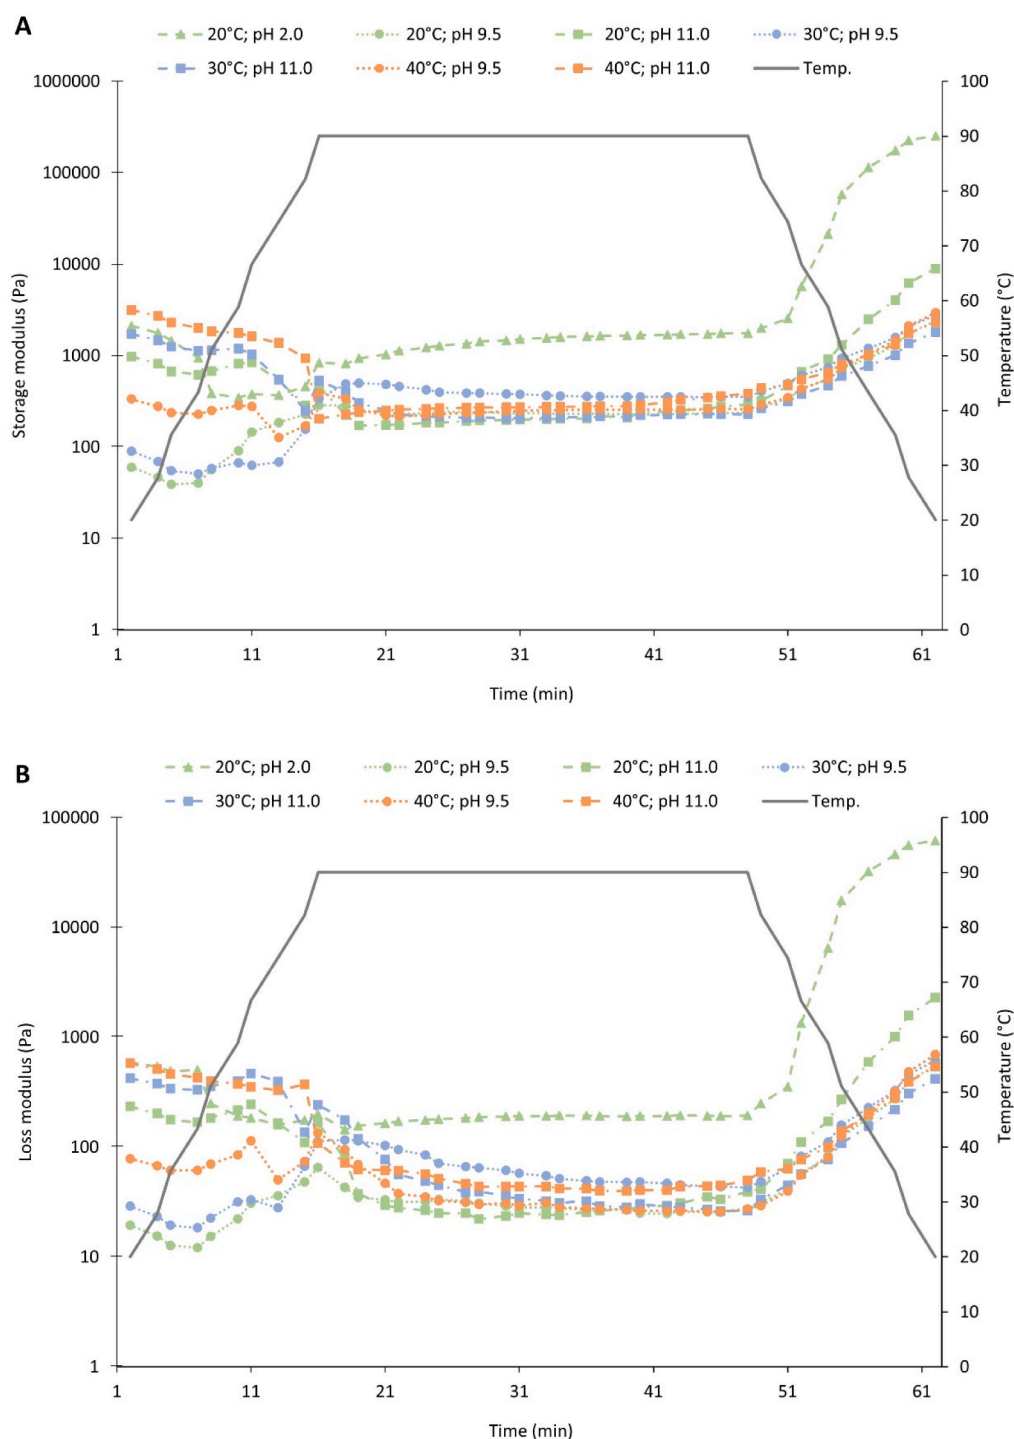 A
20°C; pH 2.0 20°C; pH 9.5 20°C; pH 11.0 30°C; pH 9.5
30°C; pH 11.0 40°C; pH 9.5 40°C; pH 11.0 Temp.
1000000 100
90
100000
80
70
10000
60
1000 50
40
100
30
20
10
10
1 0
Storage modulus (Pa)
Temperature (°C)
1 11 21 31 41 51 61
Time (min)
B
20°C; pH 2.0 20°C; pH 9.5 20°C; pH 11.0 30°C; pH 9.5
30°C; pH 11.0 40°C; pH 9.5 40°C; pH 11.0 Temp.
100000 100
90
10000 80
70
1000 60
50
100 40
30
10 20
10
1 0
Loss modulus (Pa)
Temperature (°C)
1 11 21 31 41 51 61
Time (min)